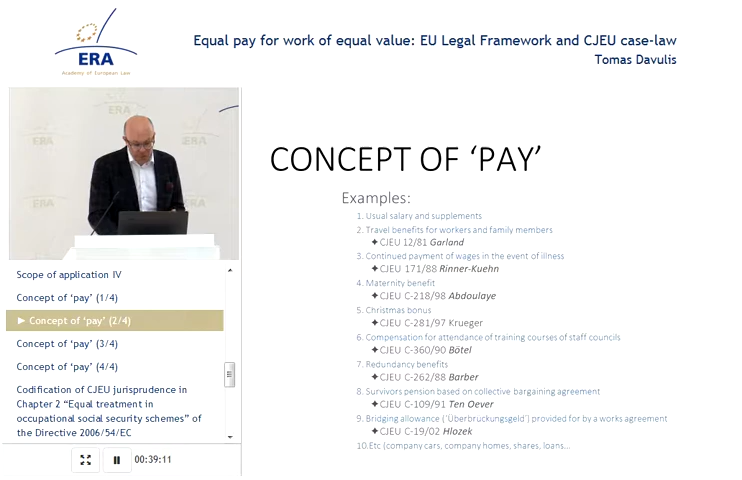 Equal pay for work of equal value: EU Legal Framework and CJEU case-law
Tomas Davulis
ERA
Academy of European Law
ERA
ERA
ERA
CONCEPT OF ‘PAY’
Examples:
1. Usual salary and supplements
2. Travel benefits for workers and family members
✦CJEU 12/81 Garland
3. Continued payment of wages in the event of illness
✦CJEU 171/88 Rinner-Kuehn
4. Maternity benefit
✦CJEU C-218/98 Abdoulaye
5. Christmas bonus
✦CJEU C-281/97 Krueger
6. Compensation for attendance of training courses of staff councils
✦CJEU C-360/90 Bötel
7. Redundancy benefits
✦CJEU C-262/88 Barber
8. Survivors pension based on collective bargaining agreement
✦CJEU C-109/91 Ten Oever
9. Bridging allowance (‘Überbrückungsgeld’) provided for by a works agreement
✦CJEU C-19/02 Hlozek
10. Etc (company cars, company homes, shares, loans...
Scope of application IV
Concept of ‘pay’ (1/4)
► Concept of ‘pay’ (2/4)
Concept of ‘pay’ (3/4)
Concept of ‘pay’ (4/4)
Codification of CJEU jurisprudence in
Chapter 2 “Equal treatment in
occupational social security schemes” of
the Directive 2006/54/EC
00:39:11